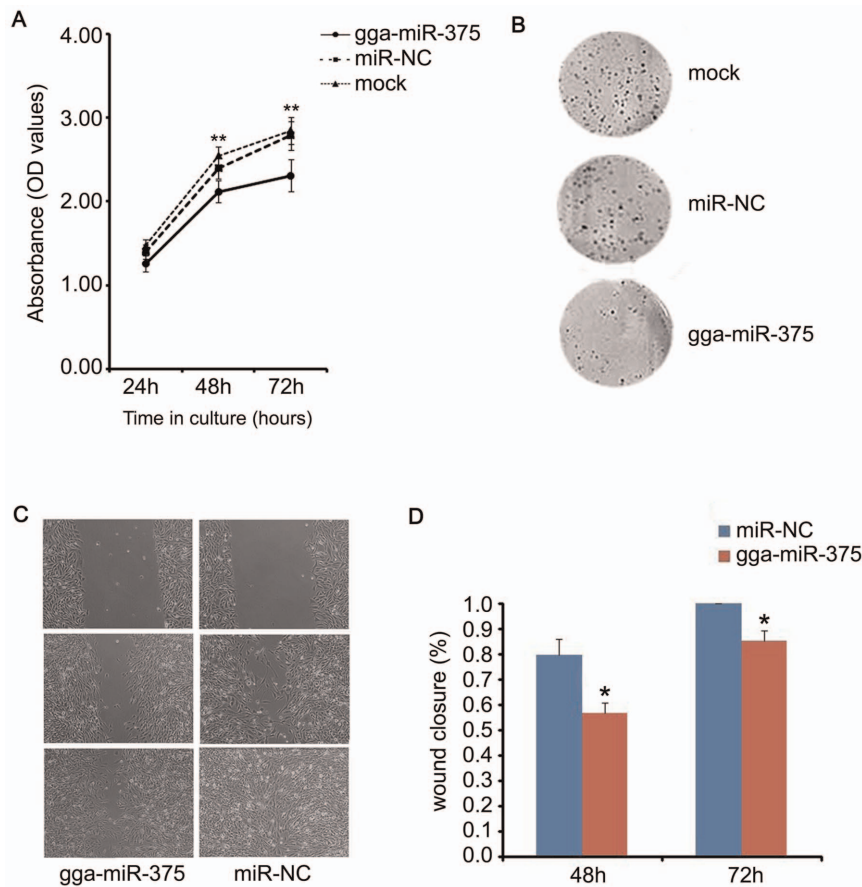 A
4.00
3.00
2.00
1.00
0.00
Absorbance (OD values)
gga-miR-375
miR-NC
mock
**
**
24h 48h 72h
Time in culture (hours)
B
mock
miR-NC
gga-miR-375
C
gga-miR-375 miR-NC
D
miR-NC
gga-miR-375
wound closure (%)
1.0
0.9
0.8
0.7
0.6
0.5
0.4
0.3
0.2
0.1
0.0
*
*
48h 72h